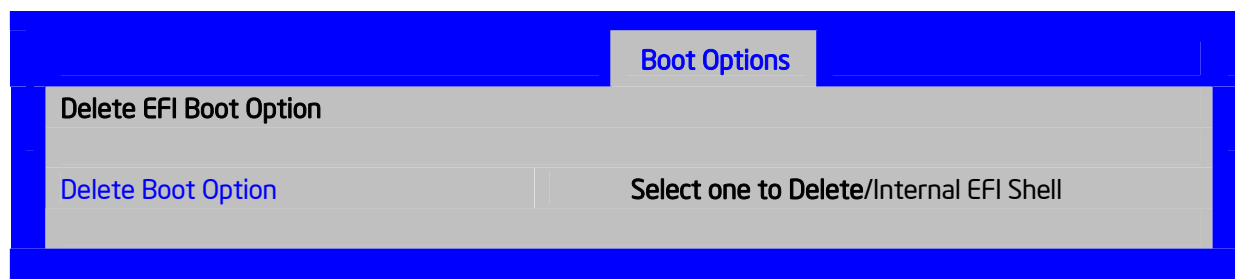 Boot Options
Delete EFI Boot Option
Delete Boot Option Select one to Delete/Internal EFI Shell